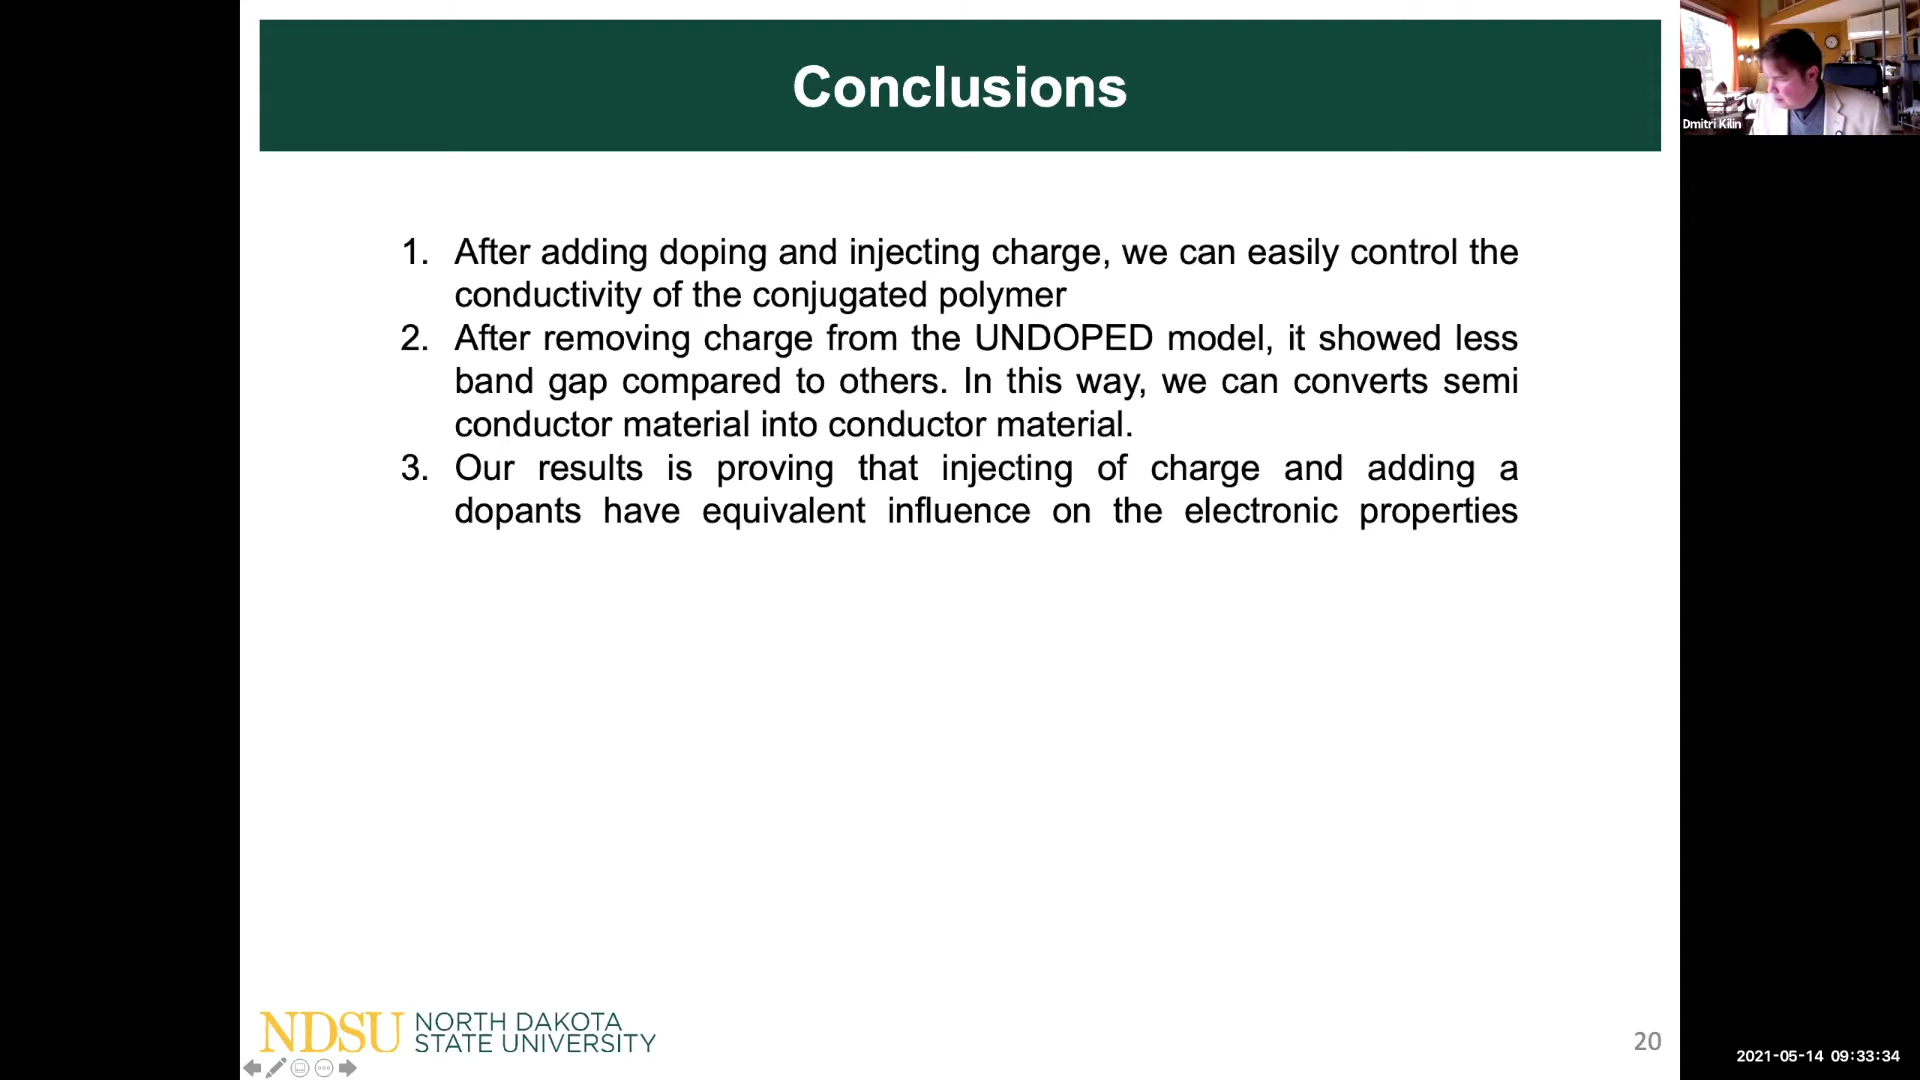 Conclusions
Dmitri Kilin
1. After adding doping and injecting charge, we can easily control the
conductivity of the conjugated polymer
2. After removing charge from the UNDOPED model, it showed less
band gap compared to others. In this way, we can converts semi
conductor material into conductor material.
3. Our results is proving that injecting of charge and adding a
dopants have equivalent influence on the electronic properties
NDSU NORTH DAKOTA
STATE UNIVERSITY
20
2021-05-14 09:33:34